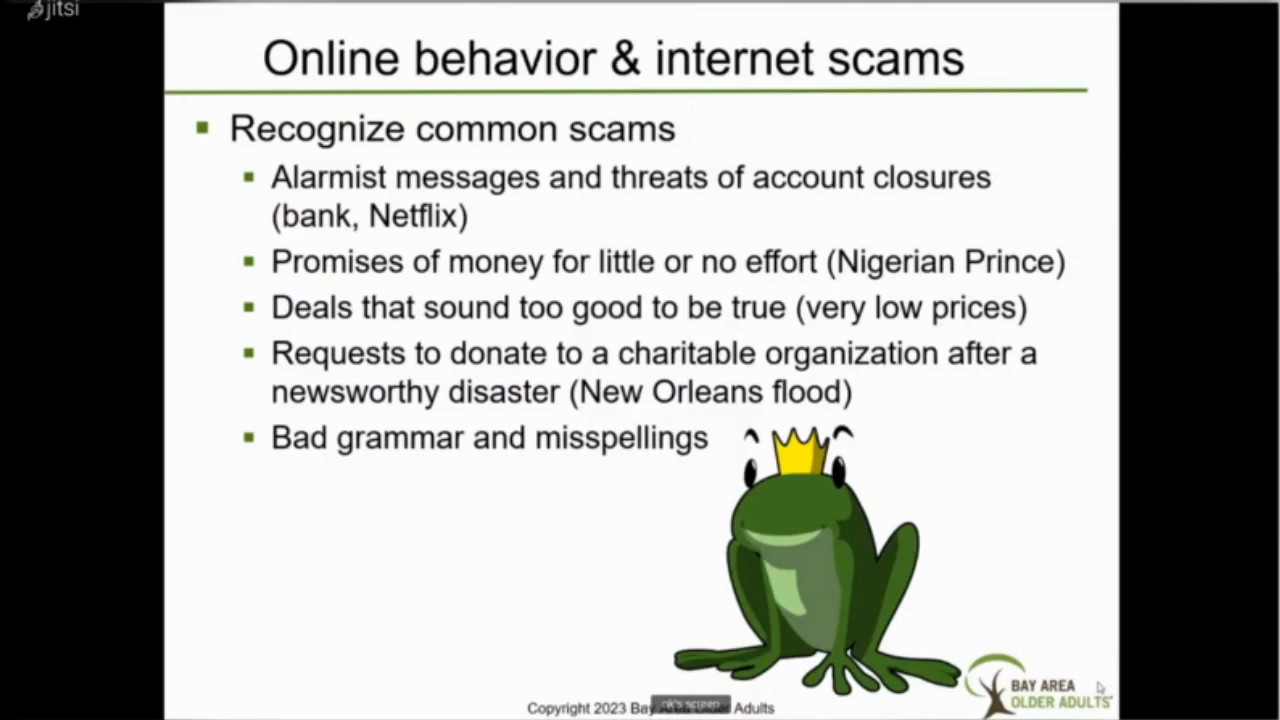 jitsi
Online behavior & internet scams
Recognize common scams
Alarmist messages and threats of account closures
(bank, Netflix)
Promises of money for little or no effort (Nigerian Prince)
Deals that sound too good to be true (very low prices)
Requests to donate to a charitable organization after a
newsworthy disaster (New Orleans flood)
Bad grammar and misspellings
BAY AREA
OLDER ADULTS
Copyright 2023 Bay Area Older Adults